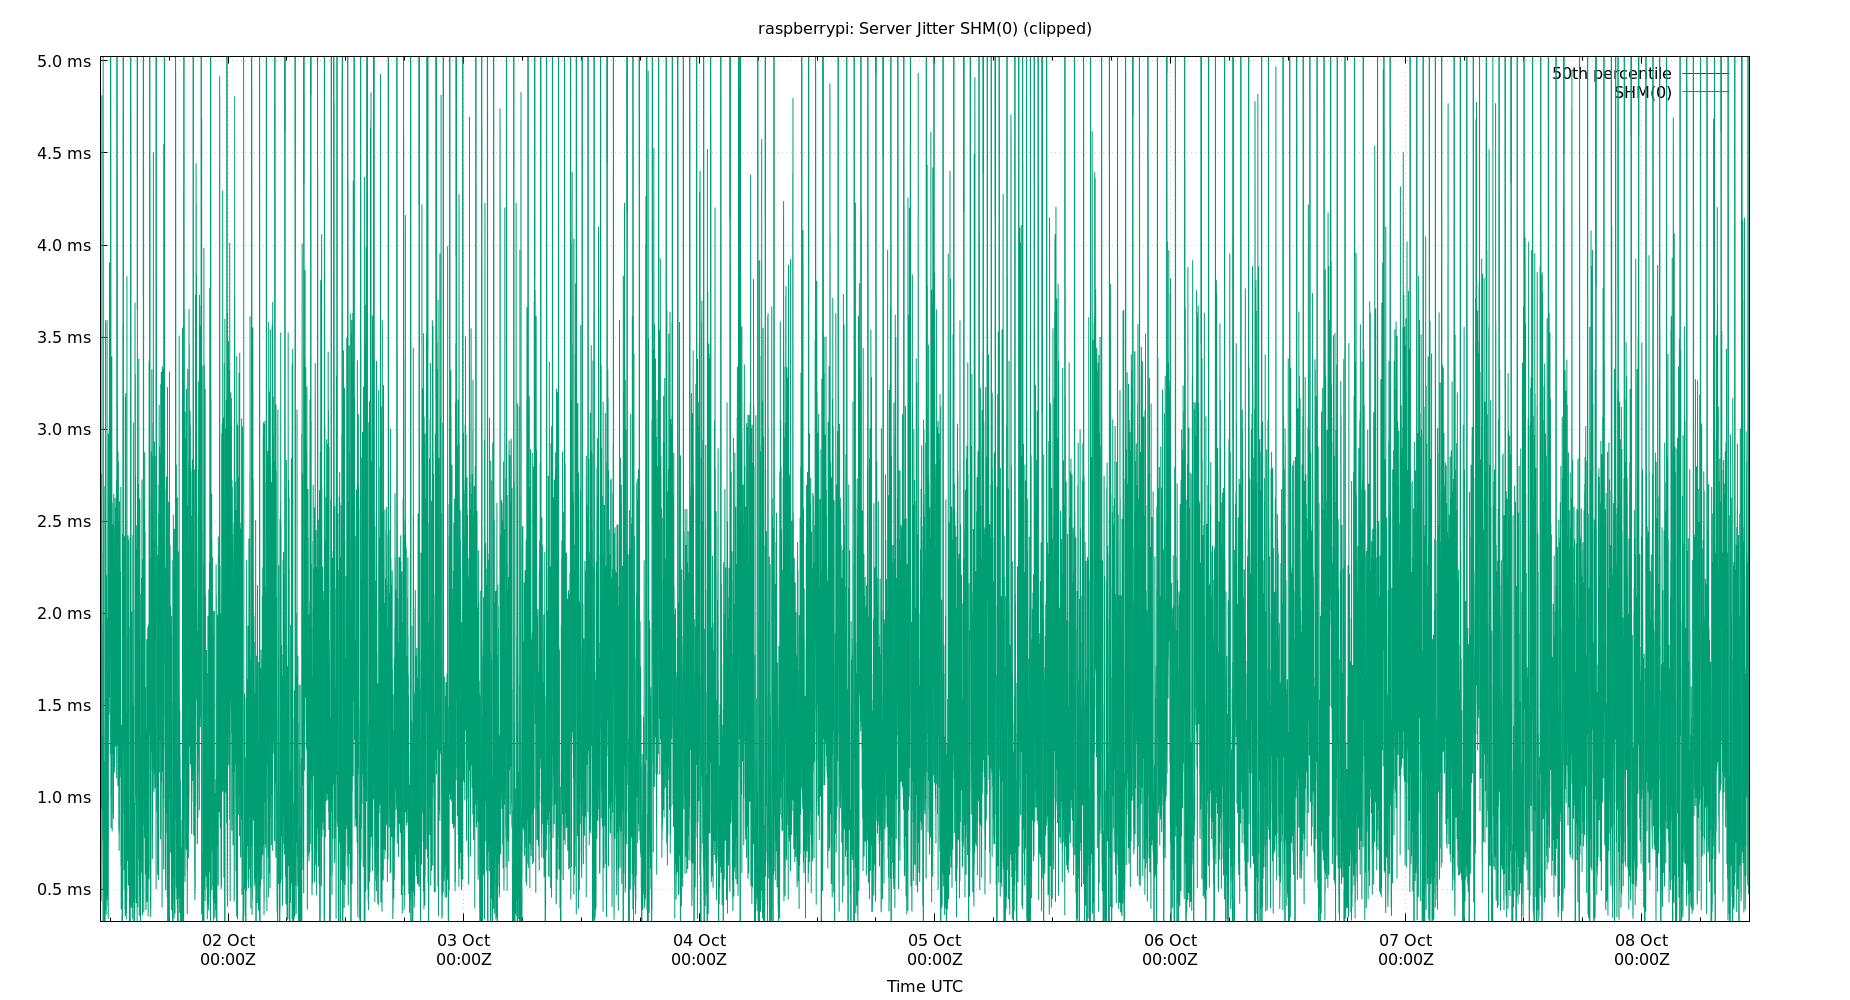 raspberrypi: Server Jitter SHM(0) (clipped)
5.0 ms
50th percentile
SHM(0)
4.5 ms
4.0 ms
3.5 ms
3.0 ms
2.5 ms
2.0 ms
1.5 ms
1.0 ms
0.5 ms
02 Oct 03 Oct 04 Oct 05 Oct 06 Oct 07 Oct 08 Oct
00:00Z 00:00Z 00:00Z 00:00Z 00:00Z 00:00Z 00:00Z
Time UTC